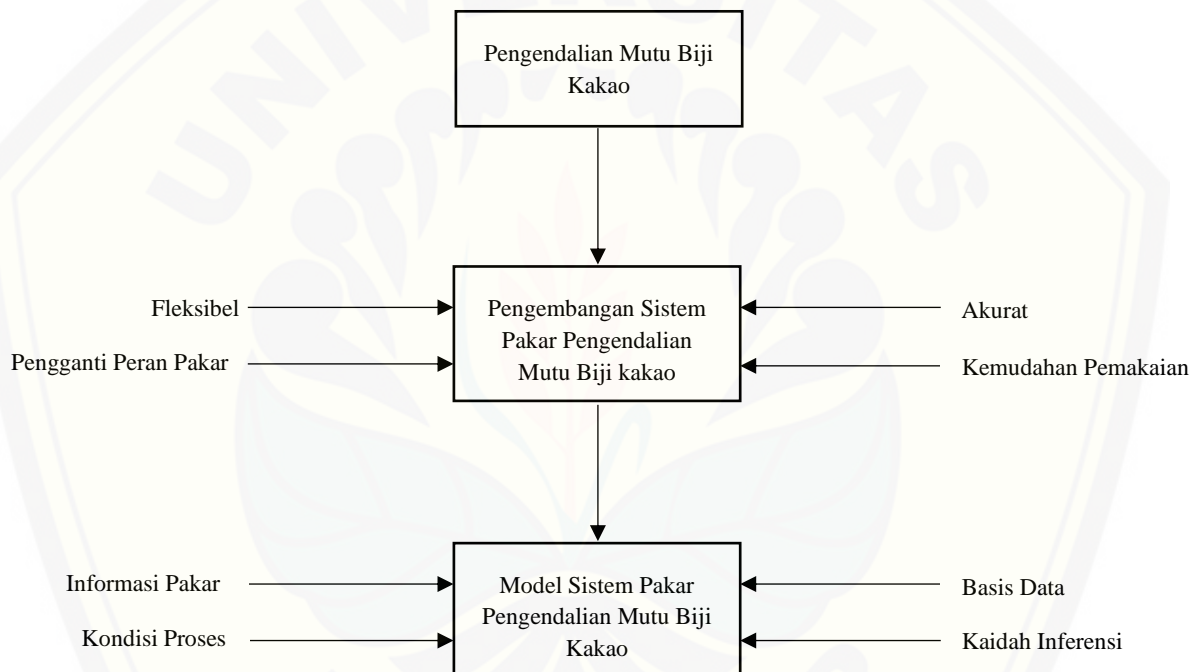 UNIVERSITAS
Pengendalian Mutu Biji
Kakao
Fleksibel
Pengganti Peran Pakar
Pengembangan Sistem
Pakar Pengendalian
Mutu Biji kakao
Akurat
Kemudahan Pemakaian
Informasi Pakar
Kondisi Proses
Model Sistem Pakar
Pengendalian Mutu Biji
Kakao
Basis Data
Kaidah Inferensi